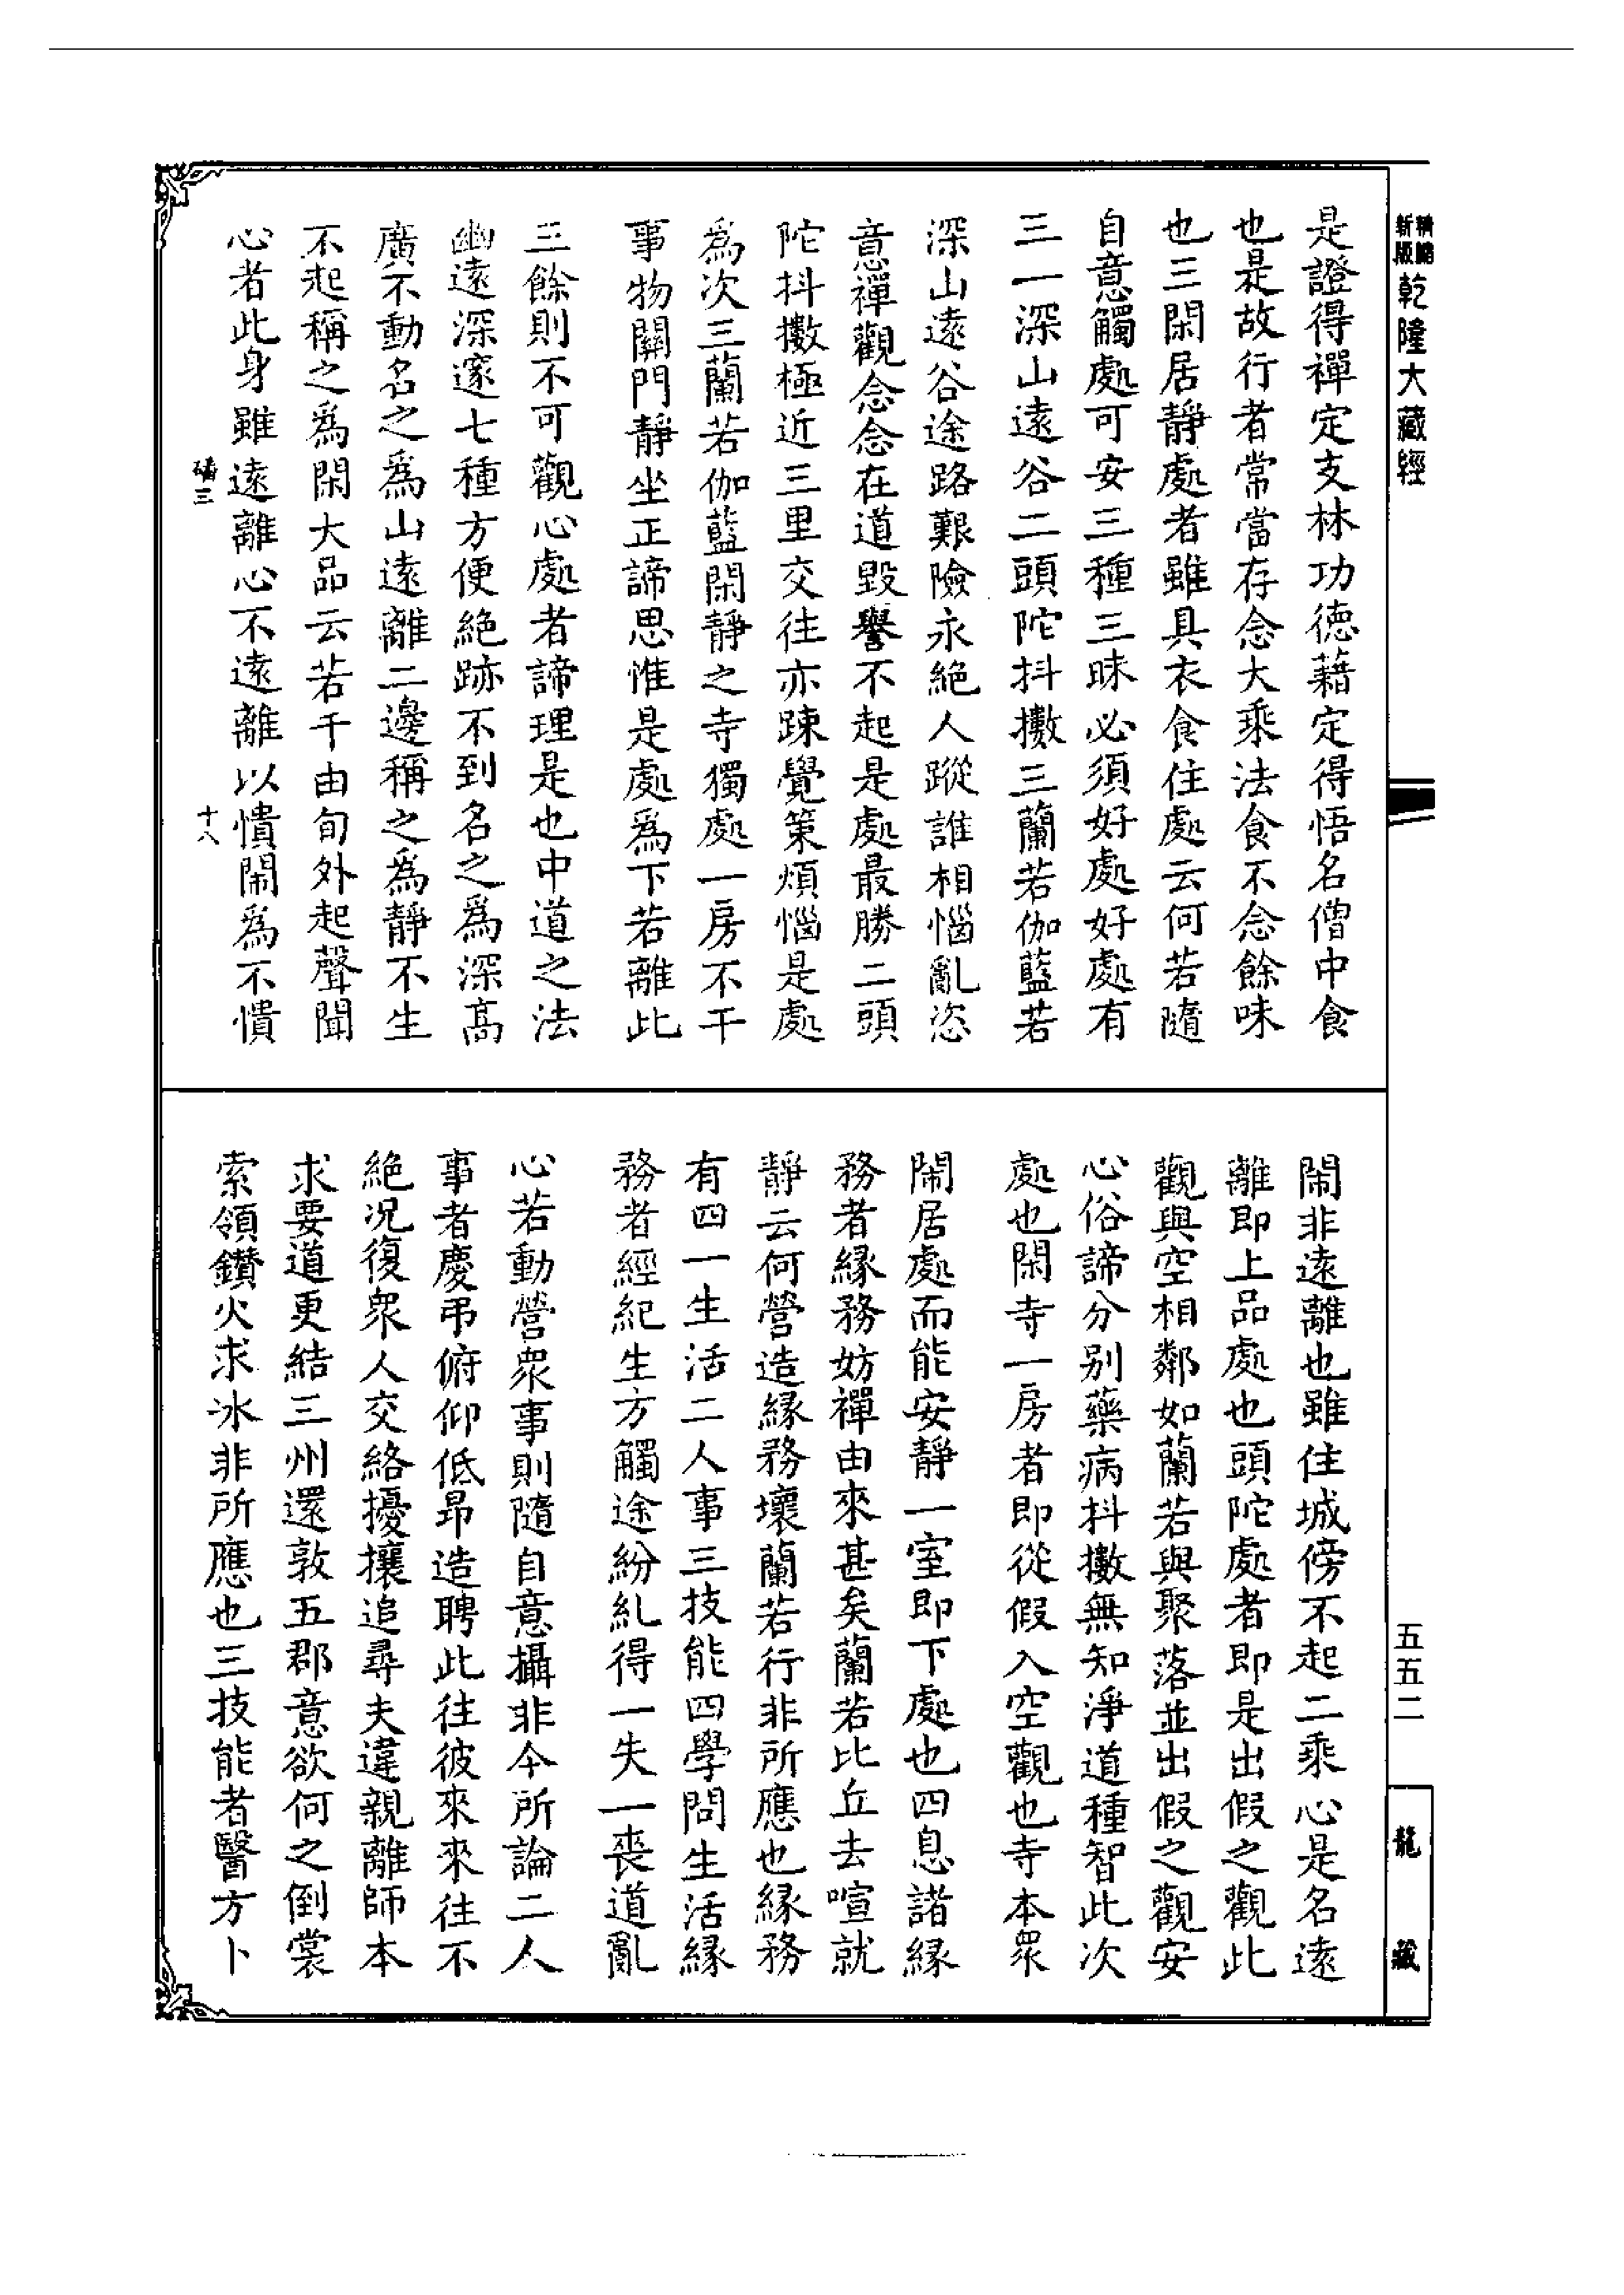 新版
乾隆大藏經
五五二
龍藏
是證得禪定支林功德藉定得悟名僧中食
也是故行者常當存念大乘法食不念餘味
也三閑居靜處者雖具衣食住處云何若隨
自意觸處可安三種三昧必須好處好處有
三一深山遠谷二頭陀抖擻三蘭若伽藍若
深山遠谷途路艱險永絕人蹤誰相惱亂恣
意禪觀念念在道毀譽不起是處最勝二頭
陀抖擻極近三里交往亦踈覺策煩惱是處
為次三蘭若伽藍閑靜之寺獨處一房不干
事物閉門靜坐正諦思惟是處為下若離此
三餘則不可觀心處者諦理是也中道之法
幽遠深邃七種方便絕跡不到名之為深高
廣不動名之為山遠離二邊稱之為靜不生
不起稱之為閑大品云若千由旬外起聲聞
心者此身雖遠離心不遠離以憒閙為不憒
磻三
十八
閙非遠離也雖住城傍不起二乘心是名遠
離即上品處也頭陀處者即是出假之觀此
觀與空相鄰如蘭若與聚落並出假之觀安
心俗諦分別藥病抖擻無知淨道種智此次
處也閑寺一房者即從假入空觀也寺本衆
閙居處而能安靜一室即下處也四息諸緣
務者緣務妨禪由來甚矣蘭若比丘去喧就
靜云何營造緣務壞蘭若行非所應也緣務
有四一生活二人事三技能四學問生活緣
務者經紀生方觸途紛糺得一失一喪道亂
心若動營衆事則隨自意攝非今所論二人
事者慶弔俯仰低昂造聘此往彼來來往不
絕況復衆人交絡擾攘追尋夫違親離師本
求要道更結三州還敦五郡意欲何之倒裳
索領鑽火求冰非所應也三技能者醫方卜